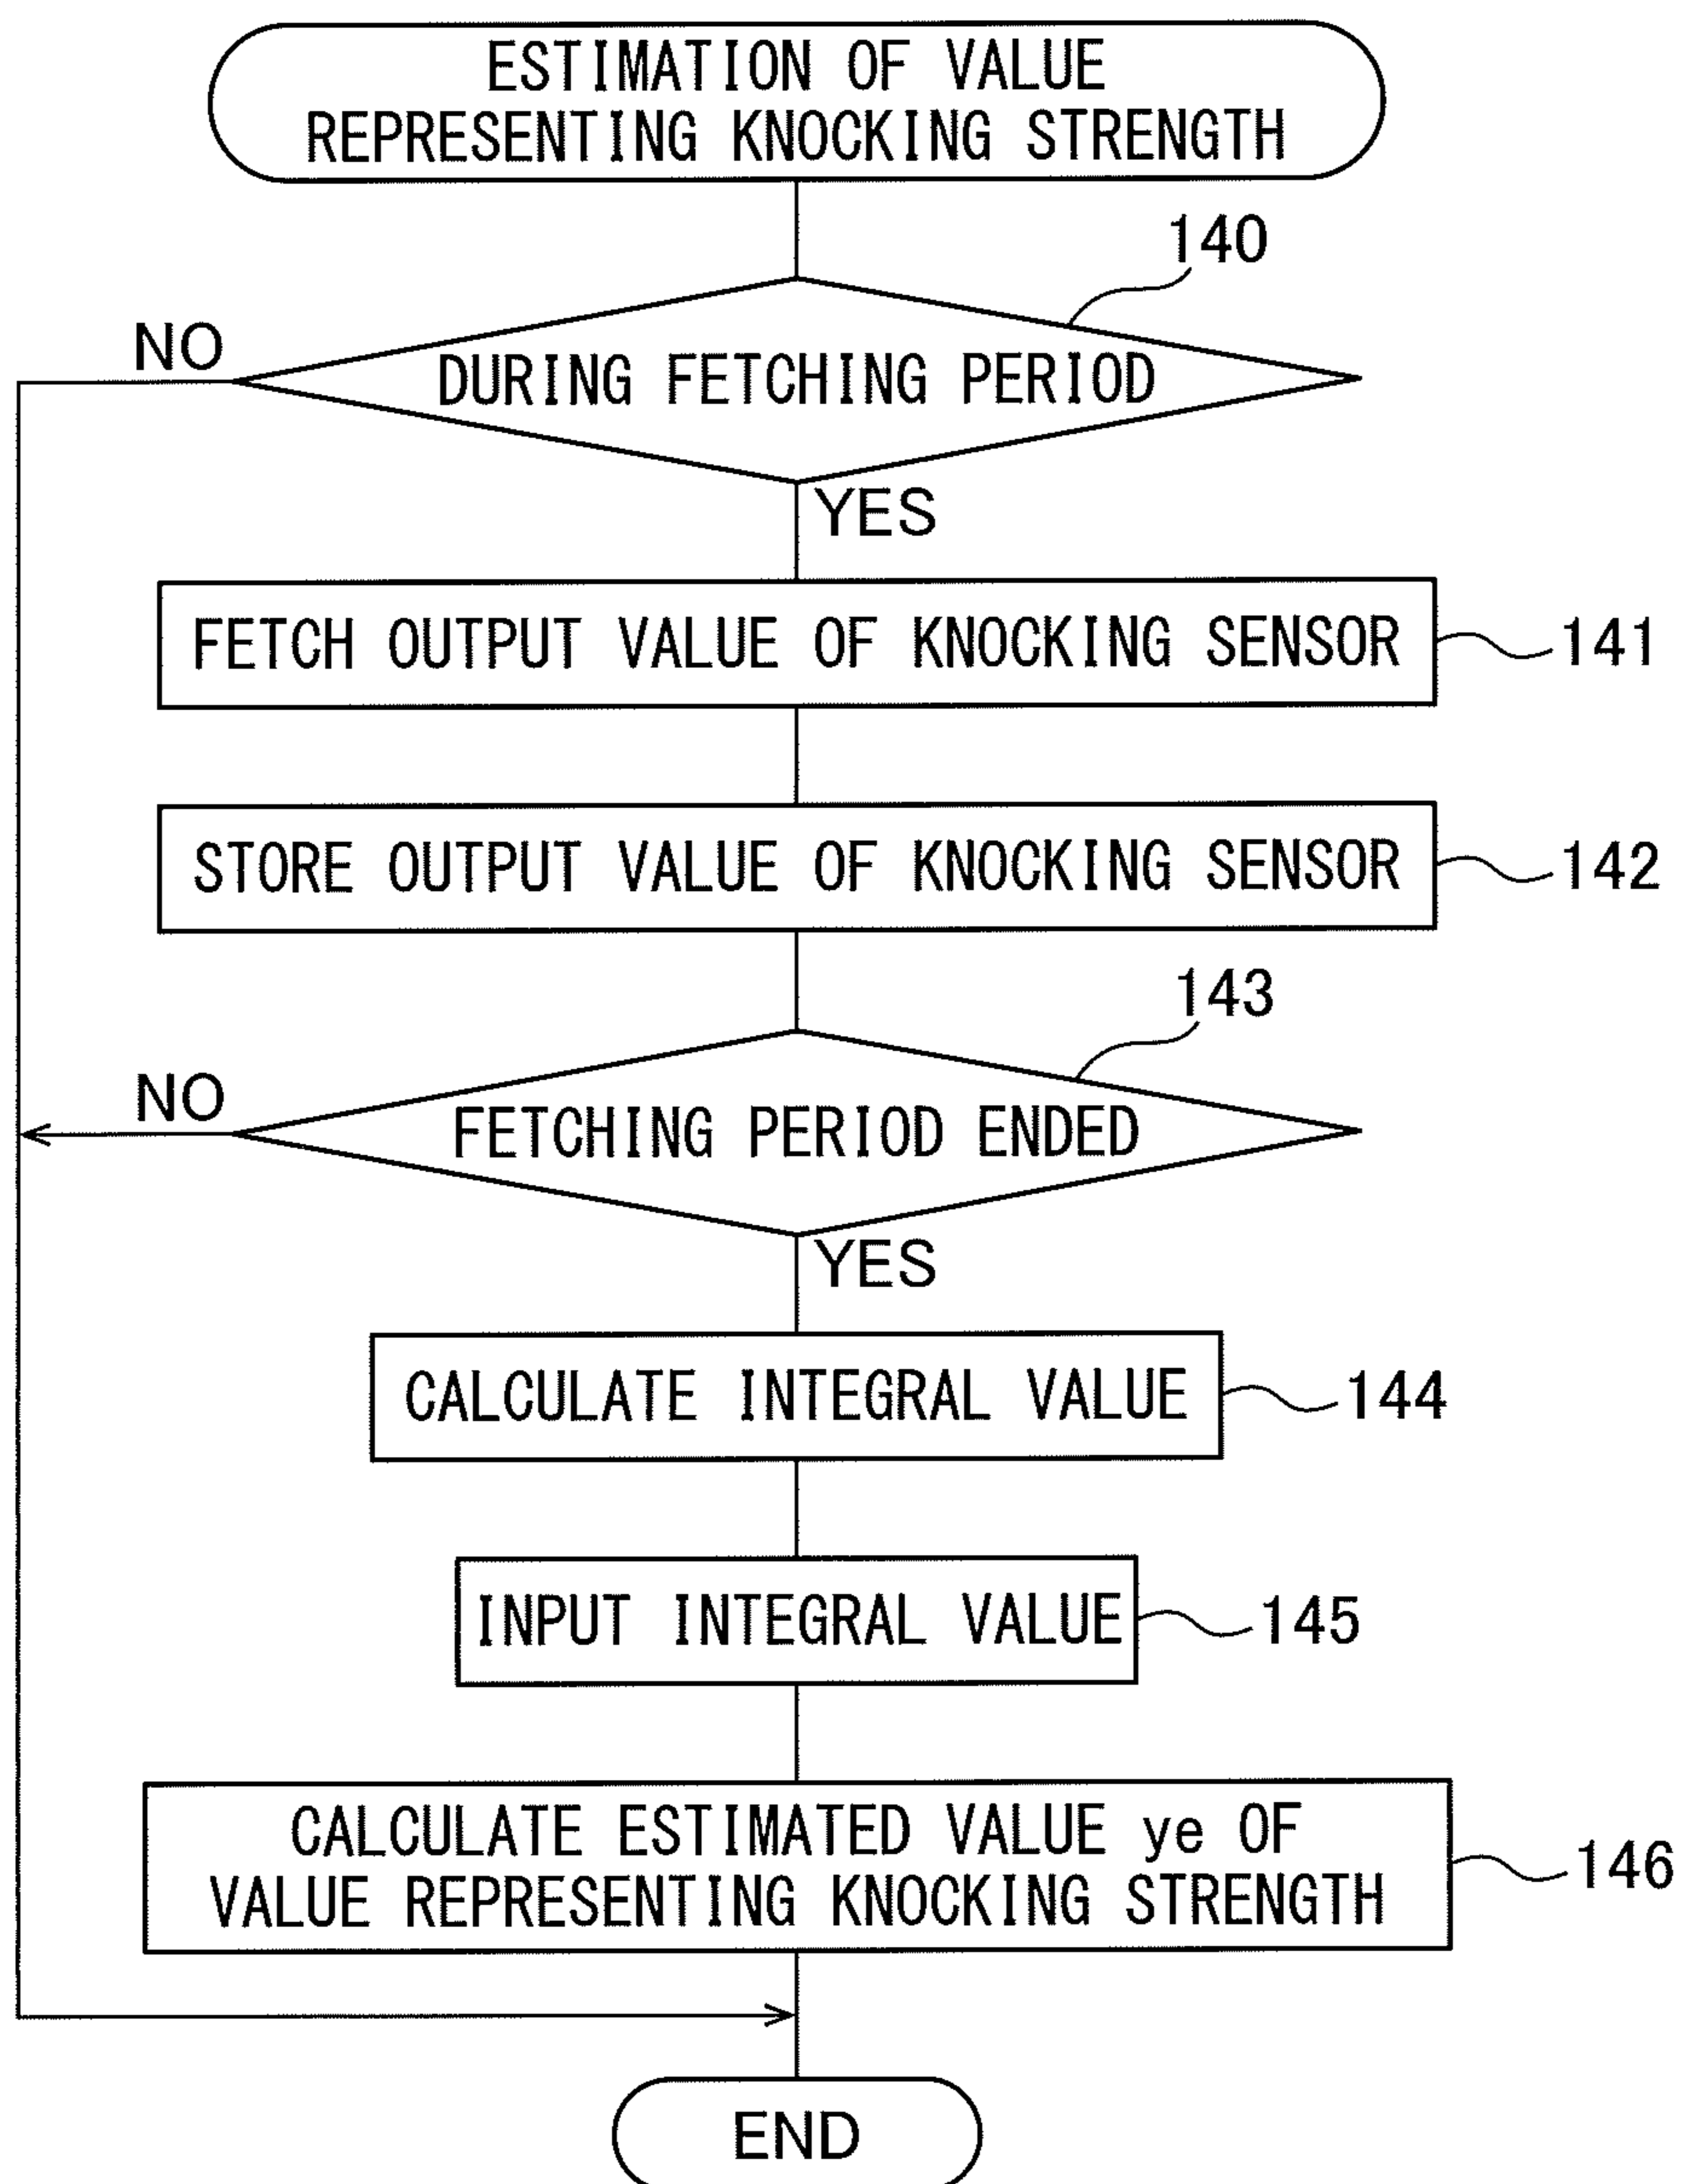 ESTIMATION OF VALUE
REPRESENTING KNOCKING STRENGTH
140
NO
DURING FETCHING PERIOD
YES
FETCH OUTPUT VALUE OF KNOCKING SENSOR
141
STORE OUTPUT VALUE OF KNOCKING SENSOR
142
143
NO
FETCHING PERIOD ENDED
YES
CALCULATE INTEGRAL VALUE
144
INPUT INTEGRAL VALUE
145
CALCULATE ESTIMATED VALUE ye OF
VALUE REPRESENTING KNOCKING STRENGTH
146
END